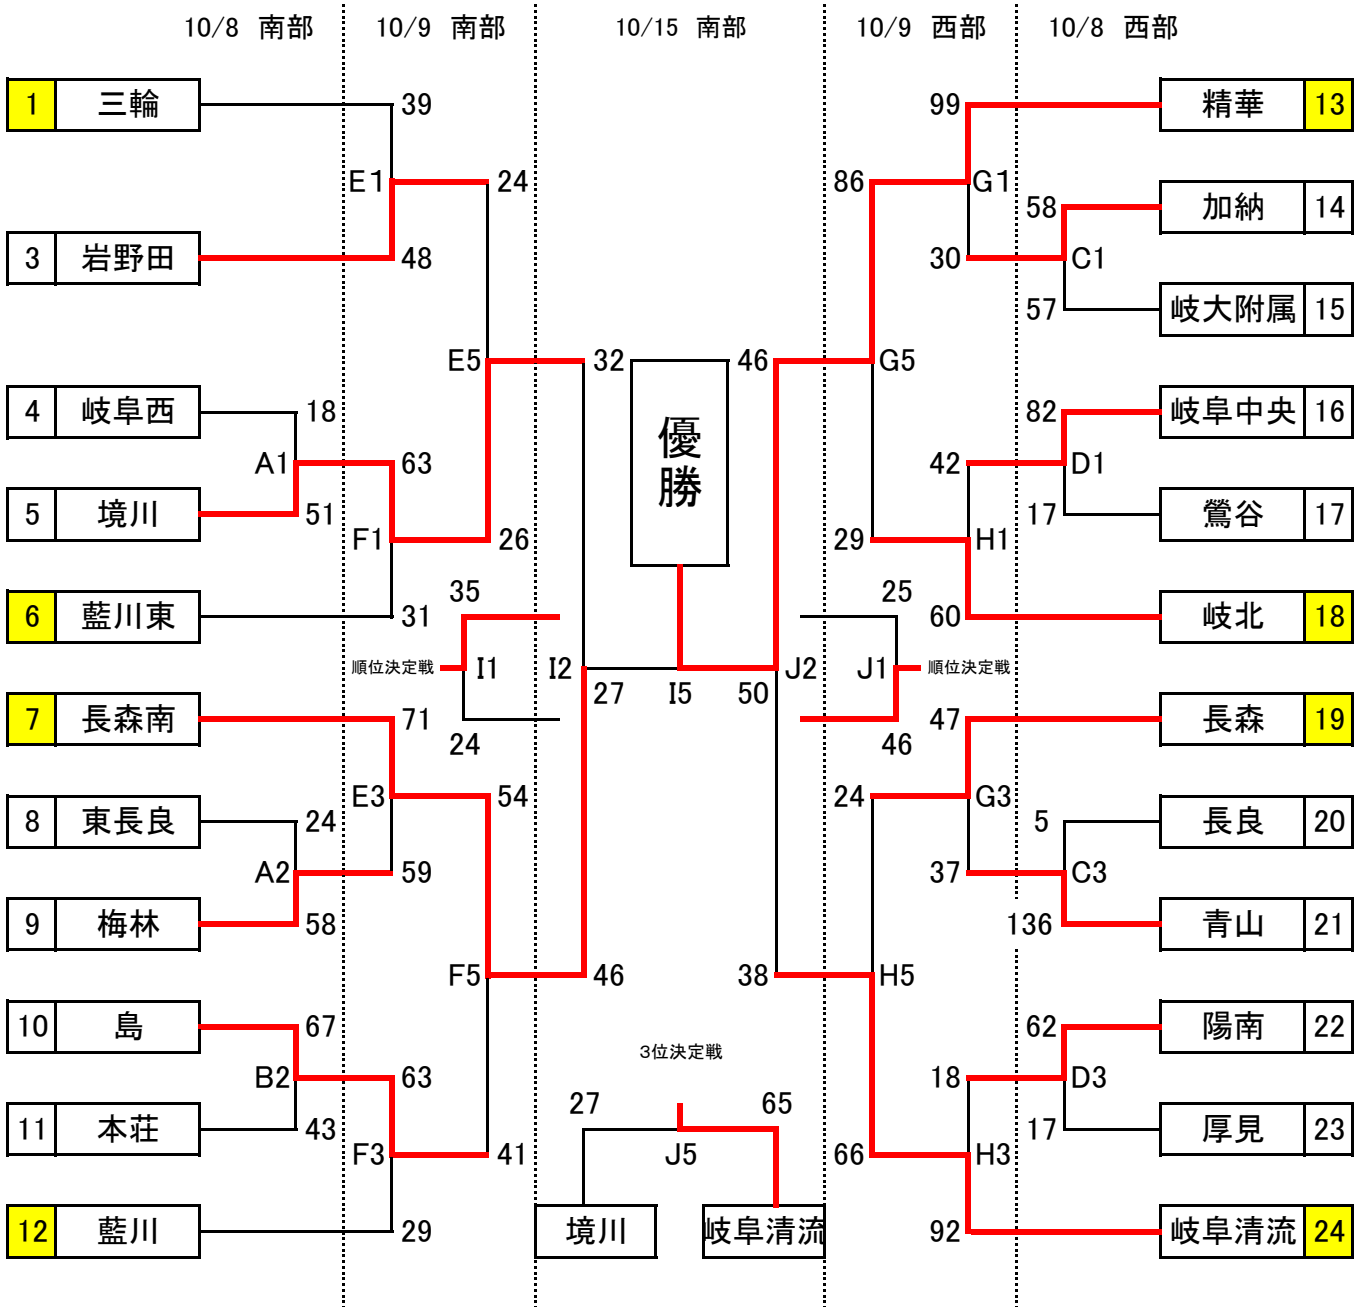 10/8 南部 10/9 南部 10/15 南部 10/9 西部 10/8 西部
1 三輪 39 99 精華 13
E1 24 86 G1
58 加納 14
3 岩野田 48 30 C1
57 岐大附属 15
E5 32 46 G5
4 岐阜西 18 82 岐阜中央 16
優勝
A1 63 42 D1
5 境川 51 17 鶯谷 17
F1 26 29 H1
35 25
6 藍川東 31 60 岐北 18
順位決定戦 I1 I2 J2 J1 順位決定戦
27 I5 50
7 長森南 71 47 長森 19
24 46
E3 54 24 G3
8 東長良 24 5 長良 20
A2 59 37 C3
9 梅林 58 136 青山 21
F5 46 38 H5
10 島 67 62 陽南 22
3位決定戦
B2 63 18 D3
27 65
11 本荘 43 17 厚見 23
F3 41 J5 66 H3
12 藍川 29 境川 岐阜清流 92 岐阜清流 24